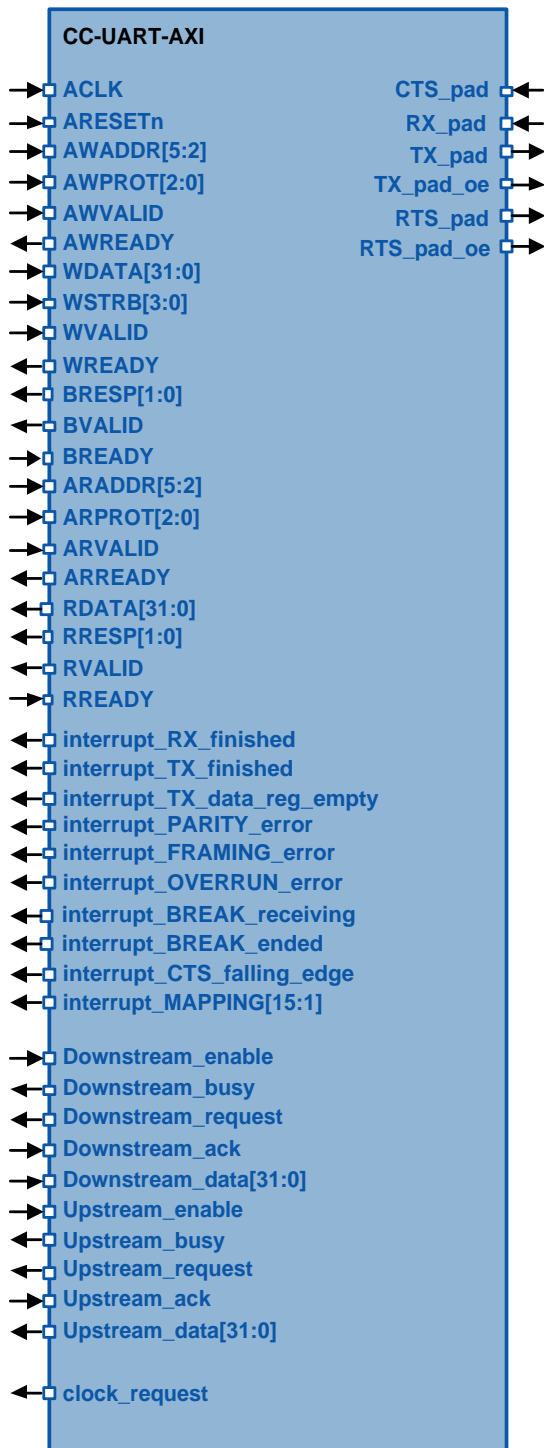 CC-UART-AXI
ACLK
ARESETn
AWADDR[5:2]
AWPROT[2:0]
AWVALID
AWREADY
WDATA[31:0]
WSTRB[3:0]
WVALID
WREADY
BRESP[1:0]
BVALID
BREADY
ARADDR[5:2]
ARPROT[2:0]
ARVALID
ARREADY
RDATA[31:0]
RRESP[1:0]
RVALID
RREADY
interrupt_RX_finished
interrupt_TX_finished
interrupt_TX_data_reg_empty
interrupt_PARITY_error
interrupt_FRAMING_error
interrupt_OVERRUN_error
interrupt_BREAK_receiving
interrupt_BREAK_ended
interrupt_CTS_falling_edge
interrupt_MAPPING[15:1]
Downstream_enable
Downstream_busy
Downstream_request
Downstream_ack
Downstream_data[31:0]
Upstream_enable
Upstream_busy
Upstream_request
Upstream_ack
Upstream_data[31:0]
clock_request
CTS_pad
RX_pad
TX_pad
TX_pad_oe
RTS_pad
RTS_pad_oe